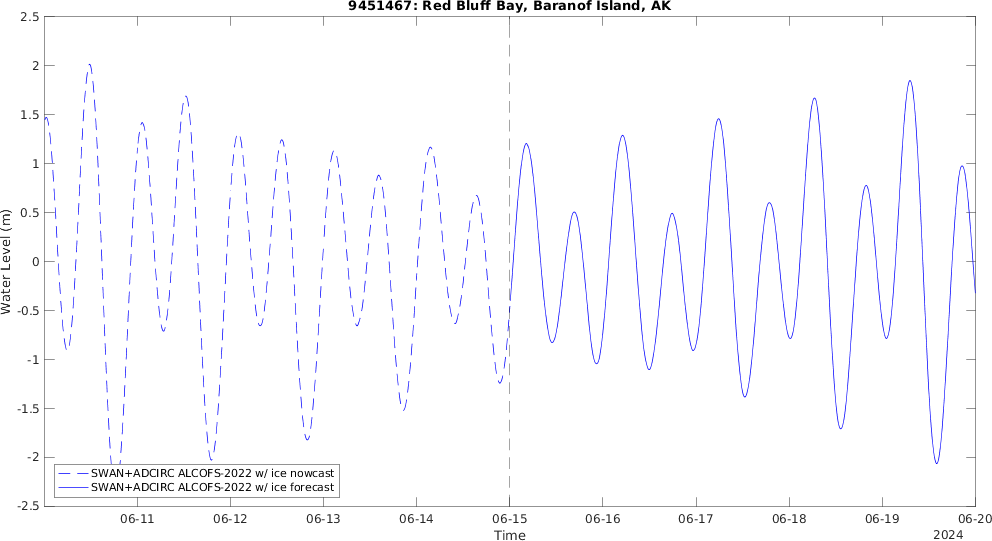 9451467: Red Bluff Bay, Baranof Island, AK
Water Level (m)
2.5
2
1.5
1
0.5
0
-0.5
-1
-1.5
-2
-2.5
SWAN+ADCIRC ALCOFS-2022 w/ ice nowcast
SWAN+ADCIRC ALCOFS-2022 w/ ice forecast
06-11 06-12 06-13 06-14 06-15 06-16 06-17 06-18 06-19 06-20
Time
2024